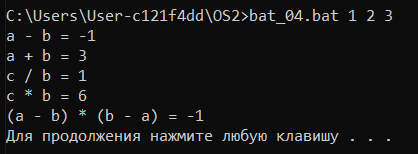 C:\Users\User-c121f4dd\OS2>bat_04.bat 1 2 3
a - b = -1
a + b = 3
c / b = 1
c * b = 6
(a - b) * (b - a) = -1
Для продолжения нажмите любую клавишу . . .